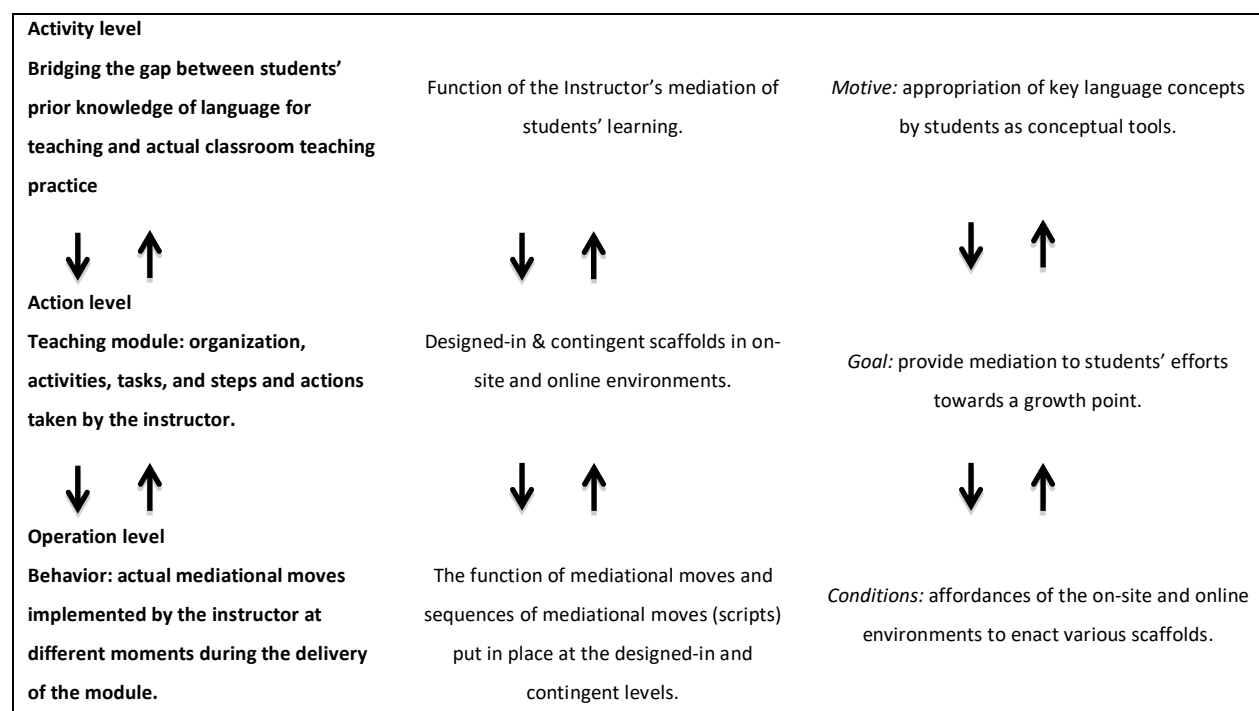 Activity level
Bridging the gap between students’
prior knowledge of language for
teaching and actual classroom teaching
practice
Function of the Instructor’s mediation of
students’ learning.
Motive: appropriation of key language concepts
by students as conceptual tools.
Action level
Teaching module: organization,
activities, tasks, and steps and actions
taken by the instructor.
Designed-in & contingent scaffolds in on-
site and online environments.
Goal: provide mediation to students’ efforts
towards a growth point.
Operation level
Behavior: actual mediational moves
implemented by the instructor at
different moments during the delivery
of the module.
The function of mediational moves and
sequences of mediational moves (scripts)
put in place at the designed-in and
contingent levels.
Conditions: affordances of the on-site and online
environments to enact various scaffolds.